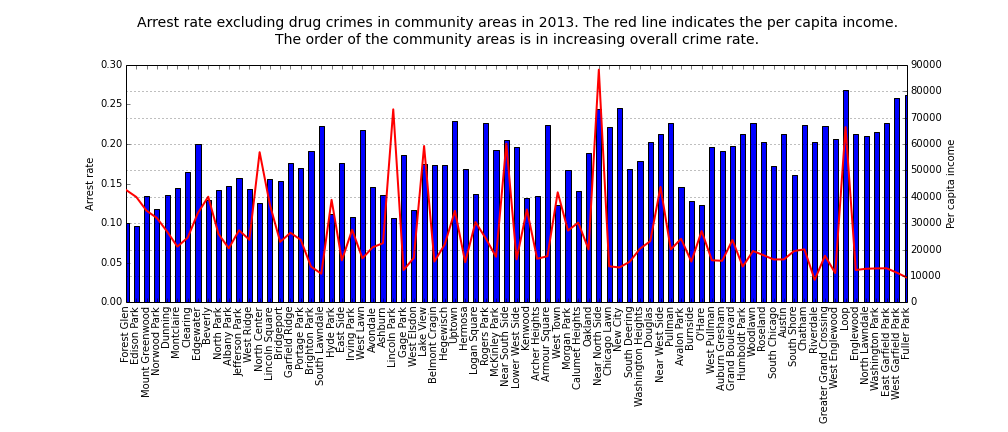 Arrest rate excluding drug crimes in community areas in 2013. The red line indicates the per capita income.
The order of the community areas is in increasing overall crime rate.
0.30
0.25
0.20
0.15
0.10
0.05
0.00
Arrest rate
90000
80000
70000
60000
50000
40000
30000
20000
10000
0
Per capita income
Forest Glen
Edison Park
Mount Greenwood
Norwood Park
Dunning
Montclaire
Clearing
Edgewater
Beverly
North Park
Albany Park
Jefferson Park
West Ridge
North Center
Lincoln Square
Bridgeport
Garfield Ridge
Portage Park
Brighton Park
South Lawndale
Hyde Park
East Side
Irving Park
West Lawn
Avondale
Ashburn
Lincoln Park
Gage Park
West Elsdon
Lake View
Belmont Cragin
Hegewisch
Uptown
Hermosa
Logan Square
Rogers Park
McKinley Park
Near South Side
Lower West Side
Kenwood
Archer Heights
Armour Square
West Town
Morgan Park
Calumet Heights
Oakland
Near North Side
Chicago Lawn
New City
South Deering
Washington Heights
Douglas
Near West Side
Pullman
Avalon Park
Burnside
O'Hare
West Pullman
Auburn Gresham
Grand Boulevard
Humboldt Park
Woodlawn
Roseland
South Chicago
Austin
South Shore
Chatham
Riverdale
Greater Grand Crossing
West Englewood
Loop
Englewood
North Lawndale
Washington Park
East Garfield Park
West Garfield Park
Fuller Park